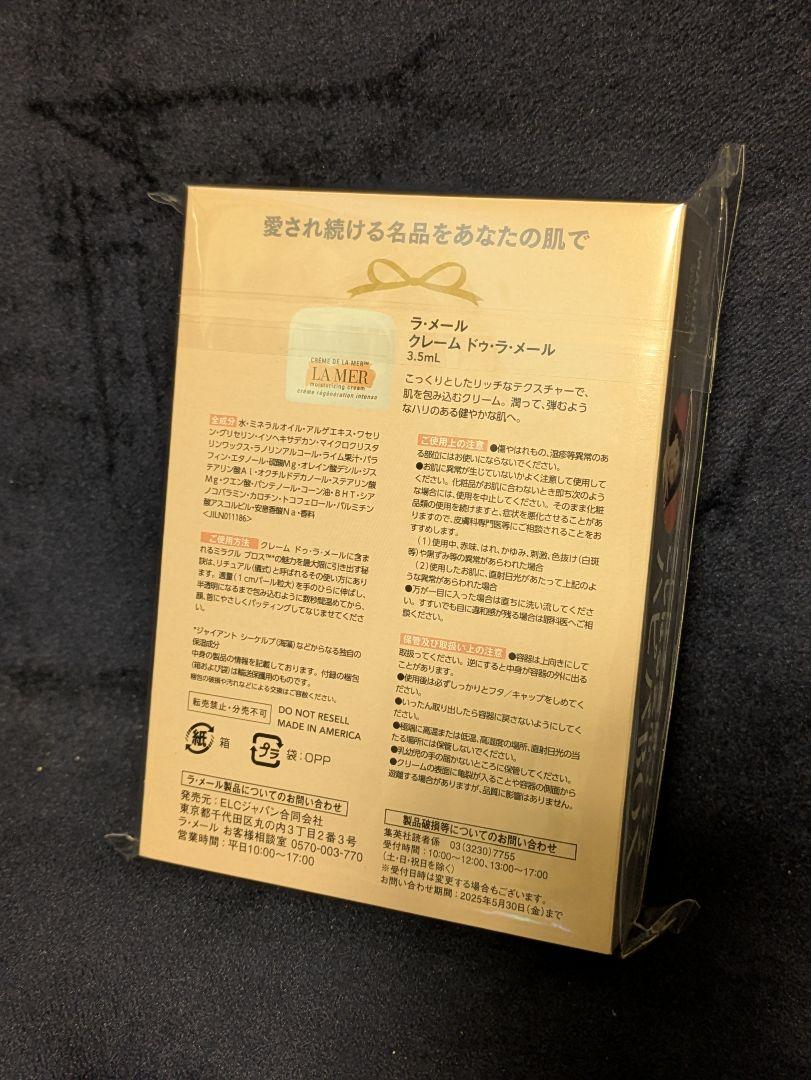 愛され続ける名品をあなたの肌で
CRÈME DE LA MER™
LA MER
moisturizing cream
crème régénération intense
ラ・メール
クレーム ドゥ・ラ・メール
3.5mL
こっくりとしたリッチなテクスチャーで、
肌を包み込むクリーム。潤って、弾むよう
なハリのある健やかな肌へ。
全成分 水・ミネラルオイル・アルゲエキス・ワセリ
ン・グリセリン・イソヘキサデカン・マイクロクリスタ
リンワックス・ラノリンアルコール・ライム果汁・パラ
フィン・エタノール・硫酸Mg・オレイン酸デシル・ジス
テアリン酸Al・オクチルドデカノール・ステアリン酸
Mg・クエン酸・パンテノール・コーン油・BHT・シア
ノコバラミン・カロチン・トコフェロール・パルミチン
酸アスコルビル・安息香酸Na・香料
<JILN011186>
ご使用方法 クレーム ドゥ・ラ・メールに含ま
れるミラクル ブロス™*の魅力を最大限に引き出す秘
訣は、リチュアル(儀式)と呼ばれるその使い方にあり
ます。適量(1cmパール粒大)を手のひらに伸ばし、
半透明になるまで包み込むように数秒間温めてから、
顔、首にやさしくパッティングしてなじませてくださ
い。
*ジャイアント シーケルプ(海藻)などからなる独自の
保湿成分
中身の製品の情報を記載しております。付録の梱包
(箱および袋)は輸送保護用のものです。
梱包の破損や汚れなどによる交換はご容赦ください。
転売禁止・分売不可
DO NOT RESELL
MADE IN AMERICA
紙 箱 プラ 袋:OPP
ラ・メール製品についてのお問い合わせ
発売元:ELCジャパン合同会社
東京都千代田区丸の内3丁目2番3号
ラ・メール お客様相談室 0570-003-770
営業時間:平日10:00〜17:00
ご使用上の注意 ●傷やはれもの、湿疹等異常のあ
る部位にはお使いにならないでください。
●お肌に異常が生じていないかよく注意して使用して
ください。化粧品がお肌に合わないとき即ち次のよう
な場合には、使用を中止してください。そのまま化粧
品類の使用を続けますと、症状を悪化させることがあ
りますので、皮膚科専門医等にご相談されることをお
すすめします。
(1)使用中、赤味、はれ、かゆみ、刺激、色抜け(白斑
等)や黒ずみ等の異常があらわれた場合
(2)使用したお肌に、直射日光があたって上記のよ
うな異常があらわれた場合
●万が一目に入った場合は直ちに洗い流してくださ
い。すすいでも目に違和感が残る場合は眼科医へご相
談ください。
保管及び取扱い上の注意 ●容器は上向きにして
取扱ってください。逆にすると中身が容器の外に出る
ことがあります。
●使用後は必ずしっかりとフタ/キャップをしめてく
ださい。
●いったん取り出したら容器に戻さないようにしてく
ださい。
●極端に高温または低温、高湿度の場所、直射日光の当
たる場所には保管しないでください。
●乳幼児の手の届かないところに保管してください。
●クリームの表面に亀裂が入ることや容器の側面から
遊離する場合がありますが、品質に影響はありません。
製品破損等についてのお問い合わせ
集英社読者係 03(3230)7755
受付時間:10:00〜12:00、13:00〜17:00
(土・日・祝日を除く)
※受付日時は変更する場合もございます。
お問い合わせ期間:2025年5月30日(金)まで